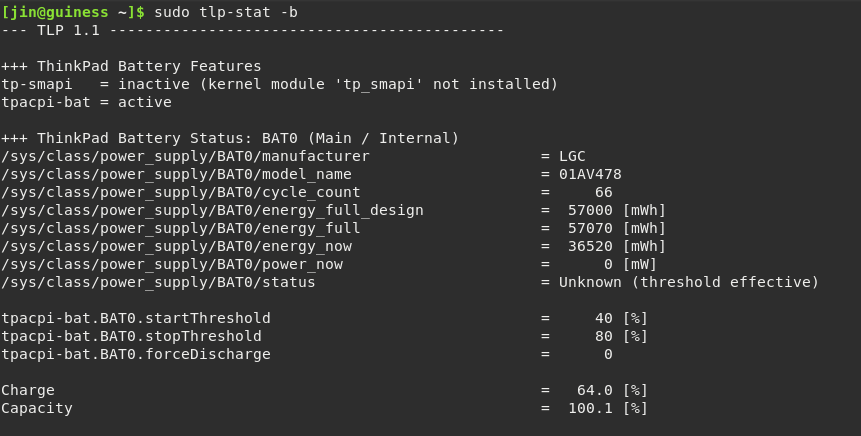 [jin@guiness ~]$ sudo tlp-stat -b
--- TLP 1.1 --------------------------------------------
+++ ThinkPad Battery Features
tp-smapi   = inactive (kernel module 'tp_smapi' not installed)
tpacpi-bat = active
+++ ThinkPad Battery Status: BAT0 (Main / Internal)
/sys/class/power_supply/BAT0/manufacturer                   = LGC
/sys/class/power_supply/BAT0/model_name                     = 01AV478
/sys/class/power_supply/BAT0/cycle_count                    =     66
/sys/class/power_supply/BAT0/energy_full_design             =  57000 [mWh]
/sys/class/power_supply/BAT0/energy_full                    =  57070 [mWh]
/sys/class/power_supply/BAT0/energy_now                     =  36520 [mWh]
/sys/class/power_supply/BAT0/power_now                      =      0 [mW]
/sys/class/power_supply/BAT0/status                         = Unknown (threshold effective)
tpacpi-bat.BAT0.startThreshold                              =     40 [%]
tpacpi-bat.BAT0.stopThreshold                               =     80 [%]
tpacpi-bat.BAT0.forceDischarge                              =      0
Charge                                                      =   64.0 [%]
Capacity                                                    =  100.1 [%]